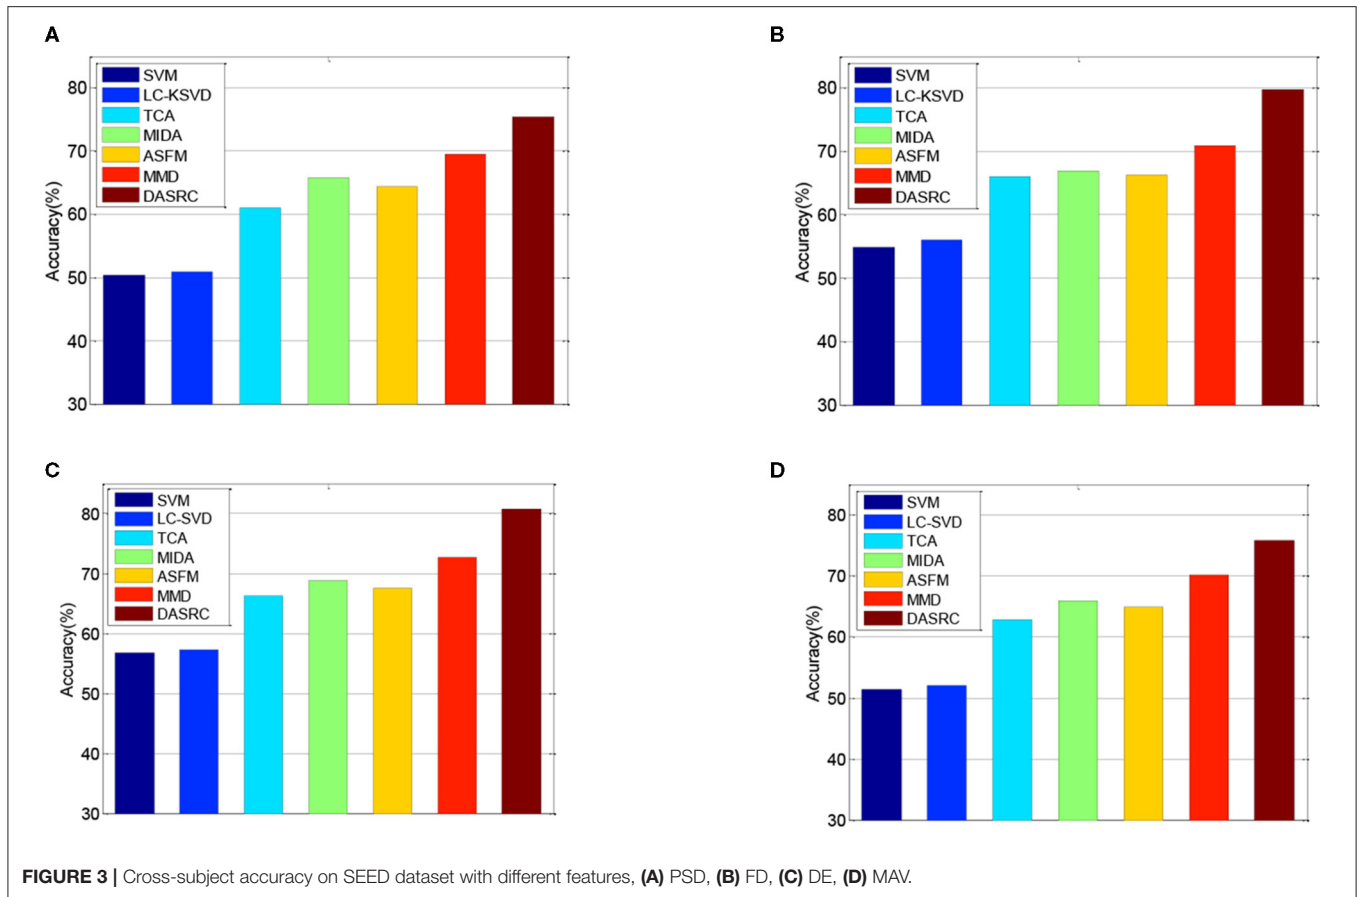 A
80
70
60
50
40
30
Accuracy(%)
SVM
LC-KSVD
TCA
MIDA
ASFM
MMD
DASRC
B
80
70
60
50
40
30
Accuracy(%)
SVM
LC-KSVD
TCA
MIDA
ASFM
MMD
DASRC
C
80
70
60
50
40
30
Accuracy(%)
SVM
LC-SVD
TCA
MIDA
ASFM
MMD
DASRC
D
80
70
60
50
40
30
Accuracy(%)
SVM
LC-SVD
TCA
MIDA
ASFM
MMD
DASRC
FIGURE 3 | Cross-subject accuracy on SEED dataset with different features, (A) PSD, (B) FD, (C) DE, (D) MAV.